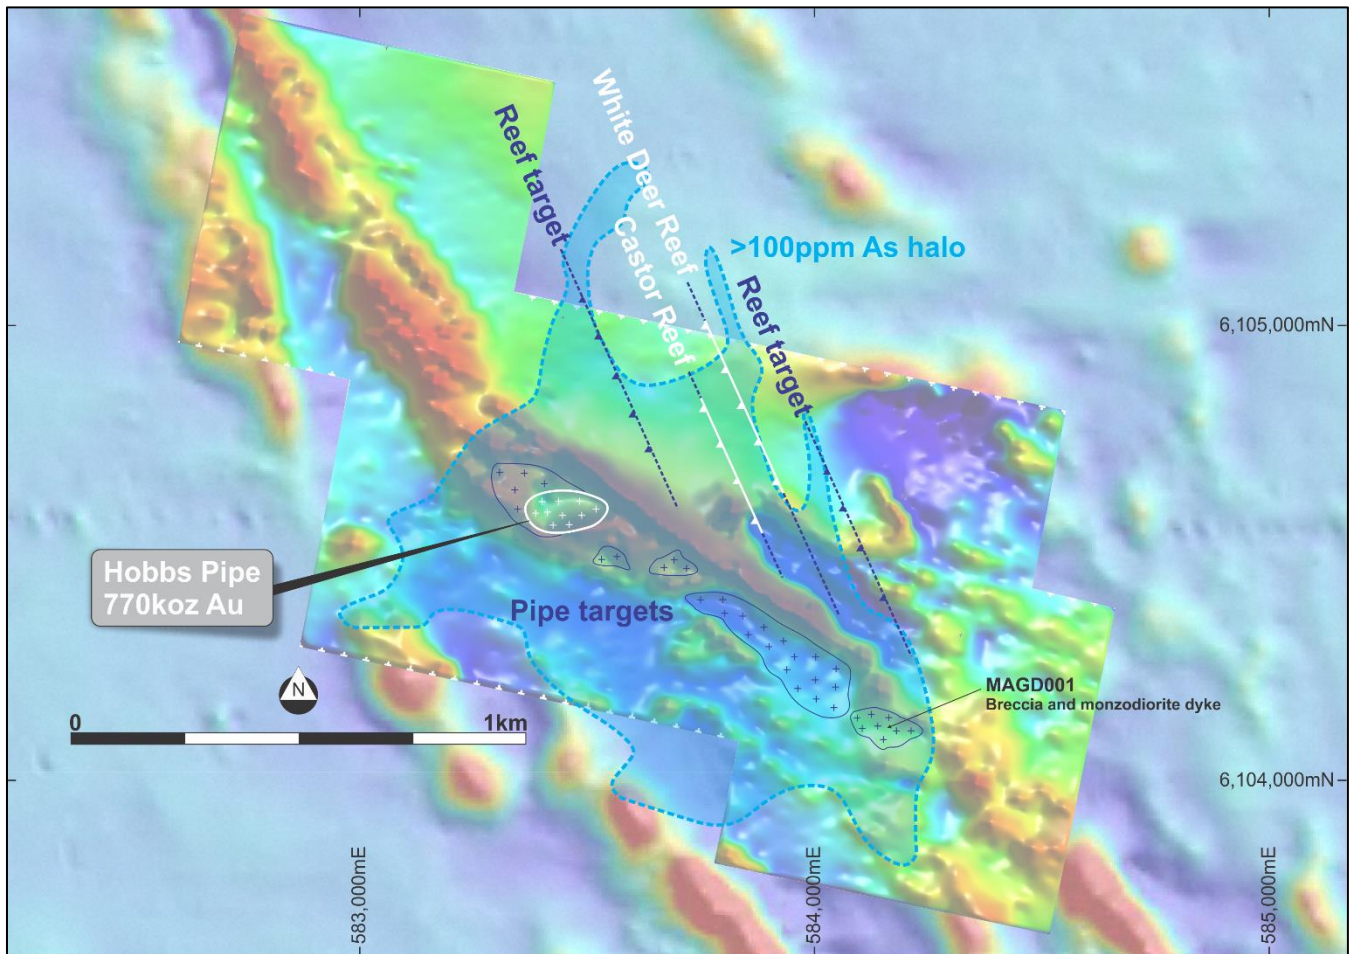 White Deer Reef
Reef target
Castor Reef
>100ppm As halo
Reef target
6,105,000mN
Hobbs Pipe
770koz Au
Pipe targets
MAGD001
Breccia and monzodiorite dyke
N
0
1km
6,104,000mN
583,000mE
584,000mE
585,000mE